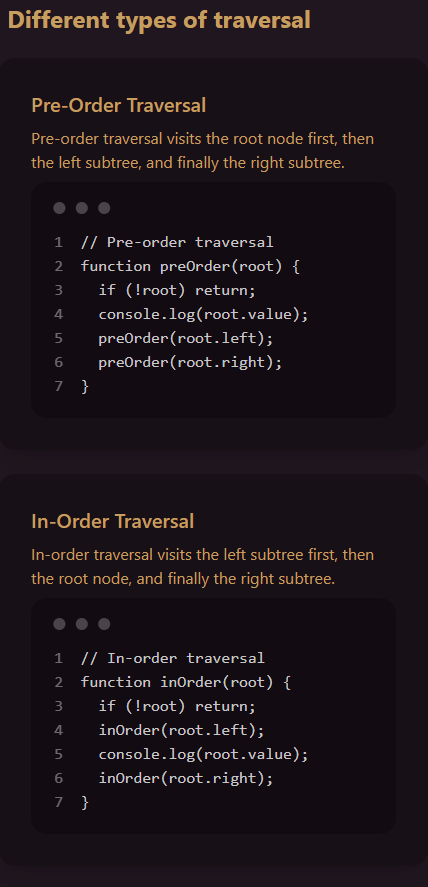 Different types of traversal
Pre-Order Traversal
Pre-order traversal visits the root node first, then
the left subtree, and finally the right subtree.
1 // Pre-order traversal
2 function preOrder(root) {
3   if (!root) return;
4   console.log(root.value);
5   preOrder(root.left);
6   preOrder(root.right);
7 }
In-Order Traversal
In-order traversal visits the left subtree first, then
the root node, and finally the right subtree.
1 // In-order traversal
2 function inOrder(root) {
3   if (!root) return;
4   inOrder(root.left);
5   console.log(root.value);
6   inOrder(root.right);
7 }